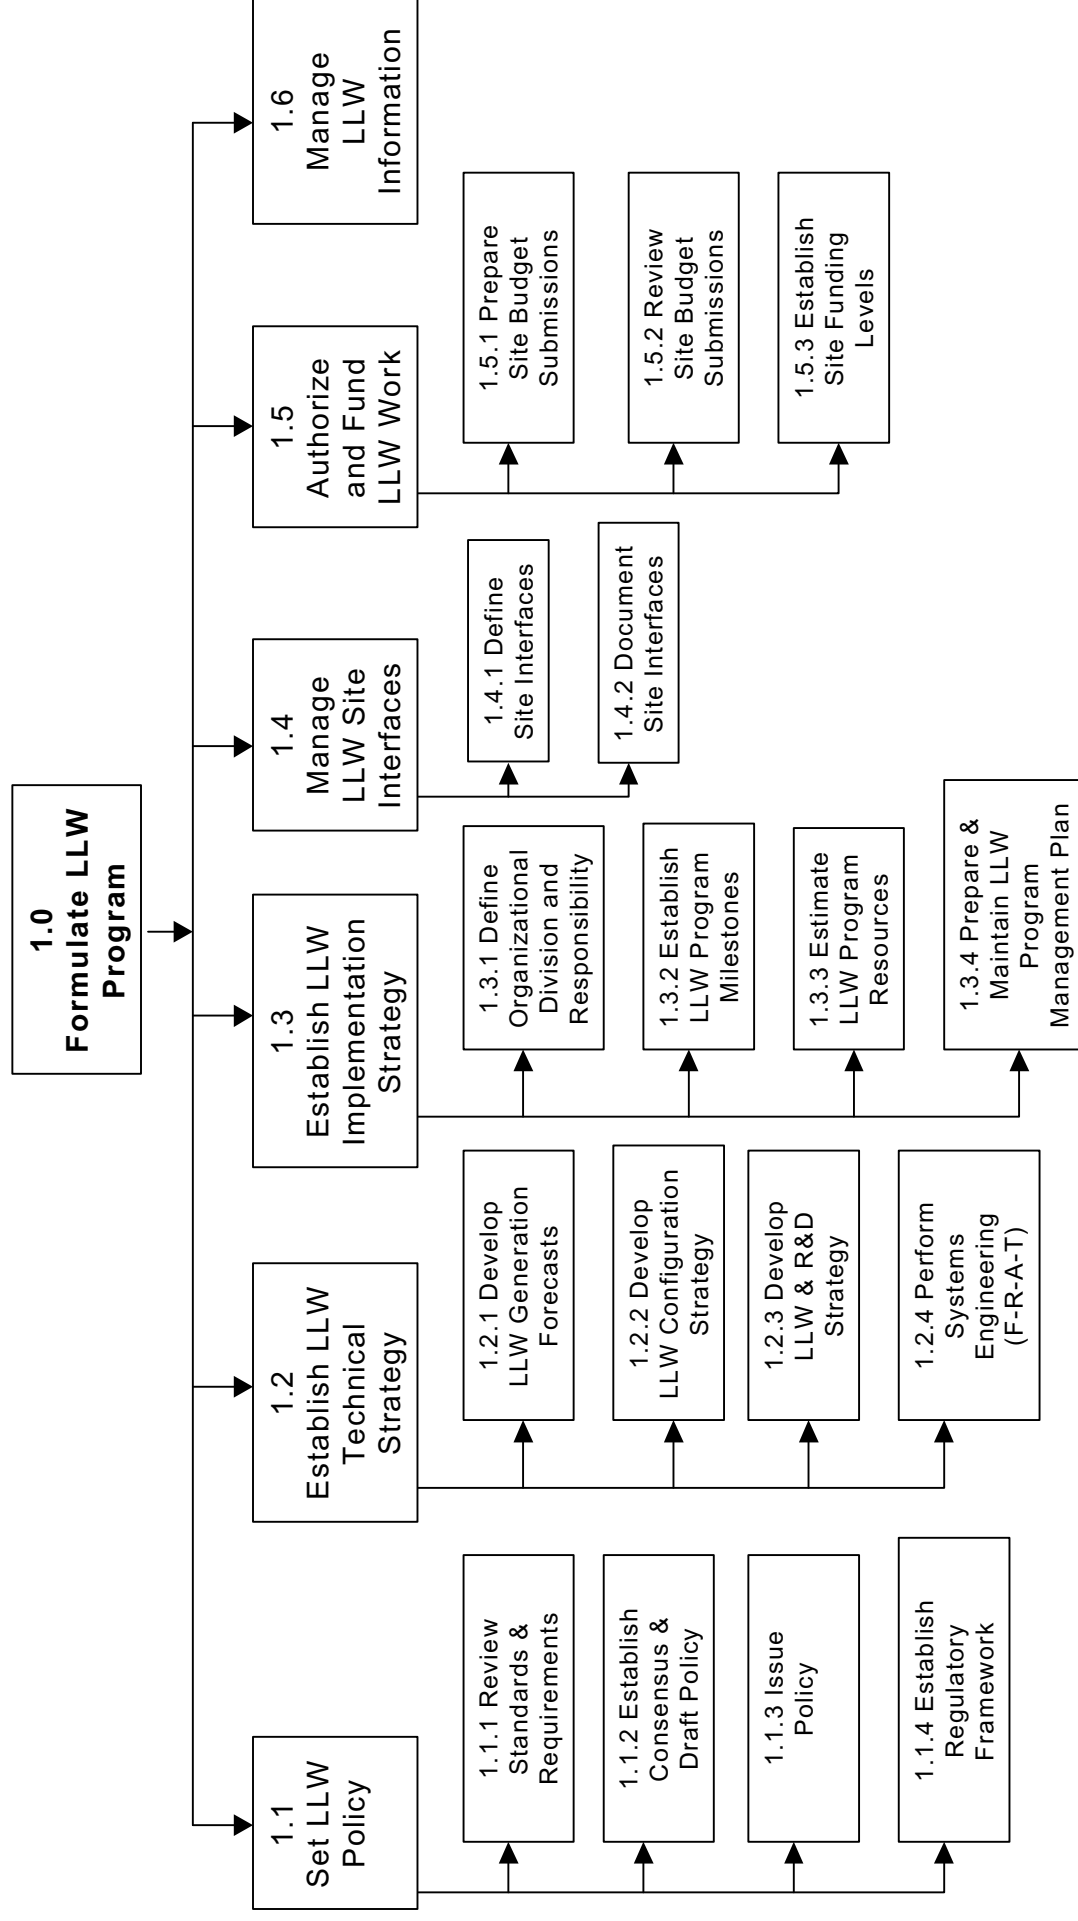 1.0
Formulate LLW
Program
1.1
Set LLW
Policy
1.1.1 Review
Standards &
Requirements
1.1.2 Establish
Consensus &
Draft Policy
1.1.3 Issue
Policy
1.1.4 Establish
Regulatory
Framework
1.2
Establish LLW
Technical
Strategy
1.2.1 Develop
LLW Generation
Forecasts
1.2.2 Develop
LLW Configuration
Strategy
1.2.3 Develop
LLW & R&D
Strategy
1.2.4 Perform
Systems
Engineering
(F-R-A-T)
1.3
Establish LLW
Implementation
Strategy
1.3.1 Define
Organizational
Division and
Responsibility
1.3.2 Establish
LLW Program
Milestones
1.3.3 Estimate
LLW Program
Resources
1.3.4 Prepare &
Maintain LLW
Program
Management Plan
1.4
Manage
LLW Site
Interfaces
1.4.1 Define
Site Interfaces
1.4.2 Document
Site Interfaces
1.5
Authorize
and Fund
LLW Work
1.5.1 Prepare
Site Budget
Submissions
1.5.2 Review
Site Budget
Submissions
1.5.3 Establish
Site Funding
Levels
1.6
Manage
LLW
Information